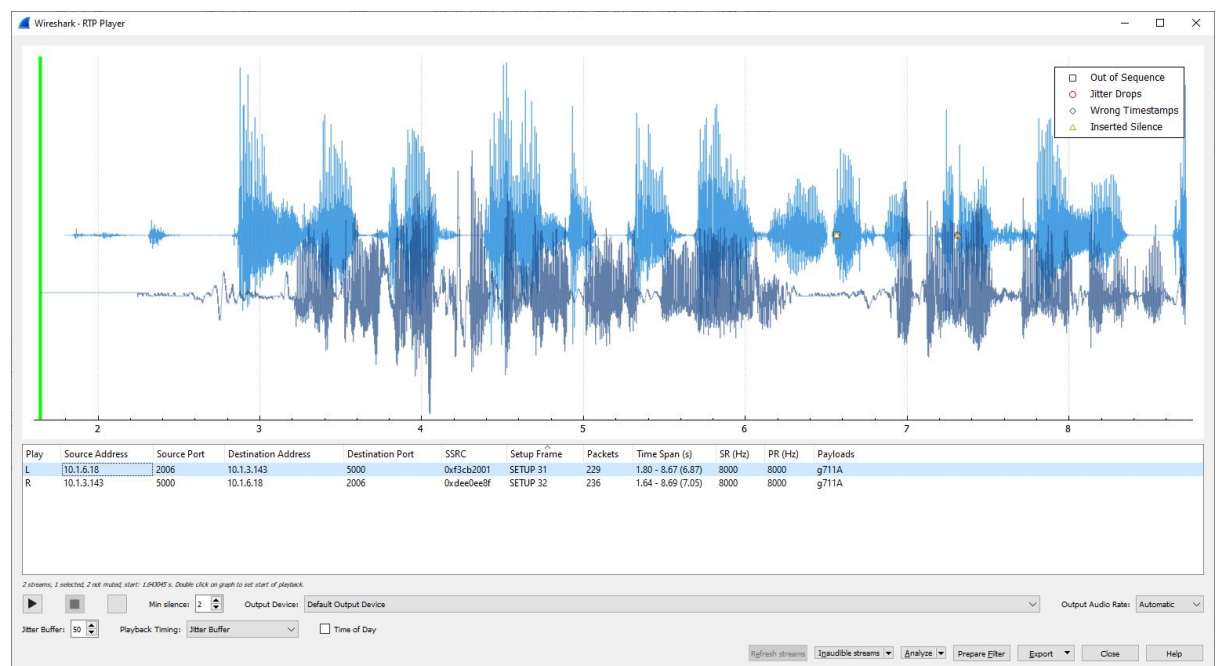 Wireshark · RTP Player
Out of Sequence
Jitter Drops
Wrong Timestamps
Inserted Silence
2 3 4 5 6 7 8
Play Source Address Source Port Destination Address Destination Port SSRC Setup Frame Packets Time Span (s) SR (Hz) PR (Hz) Payloads
L 10.1.6.18 2006 10.1.3.143 5000 0xf3cb2001 SETUP 31 229 1.80 - 8.67 (6.87) 8000 8000 g711A
R 10.1.3.143 5000 10.1.6.18 2006 0xdee0ee8f SETUP 32 236 1.64 - 8.69 (7.05) 8000 8000 g711A
2 streams, 1 selected, 2 not muted, start: 1.643045 s. Double click on graph to set start of playback.
Min silence: 2 Output Device: Default Output Device Output Audio Rate: Automatic
Jitter Buffer: 50 Playback Timing: Jitter Buffer Time of Day
Refresh streams Inaudible streams Analyze Prepare Filter Export Close Help